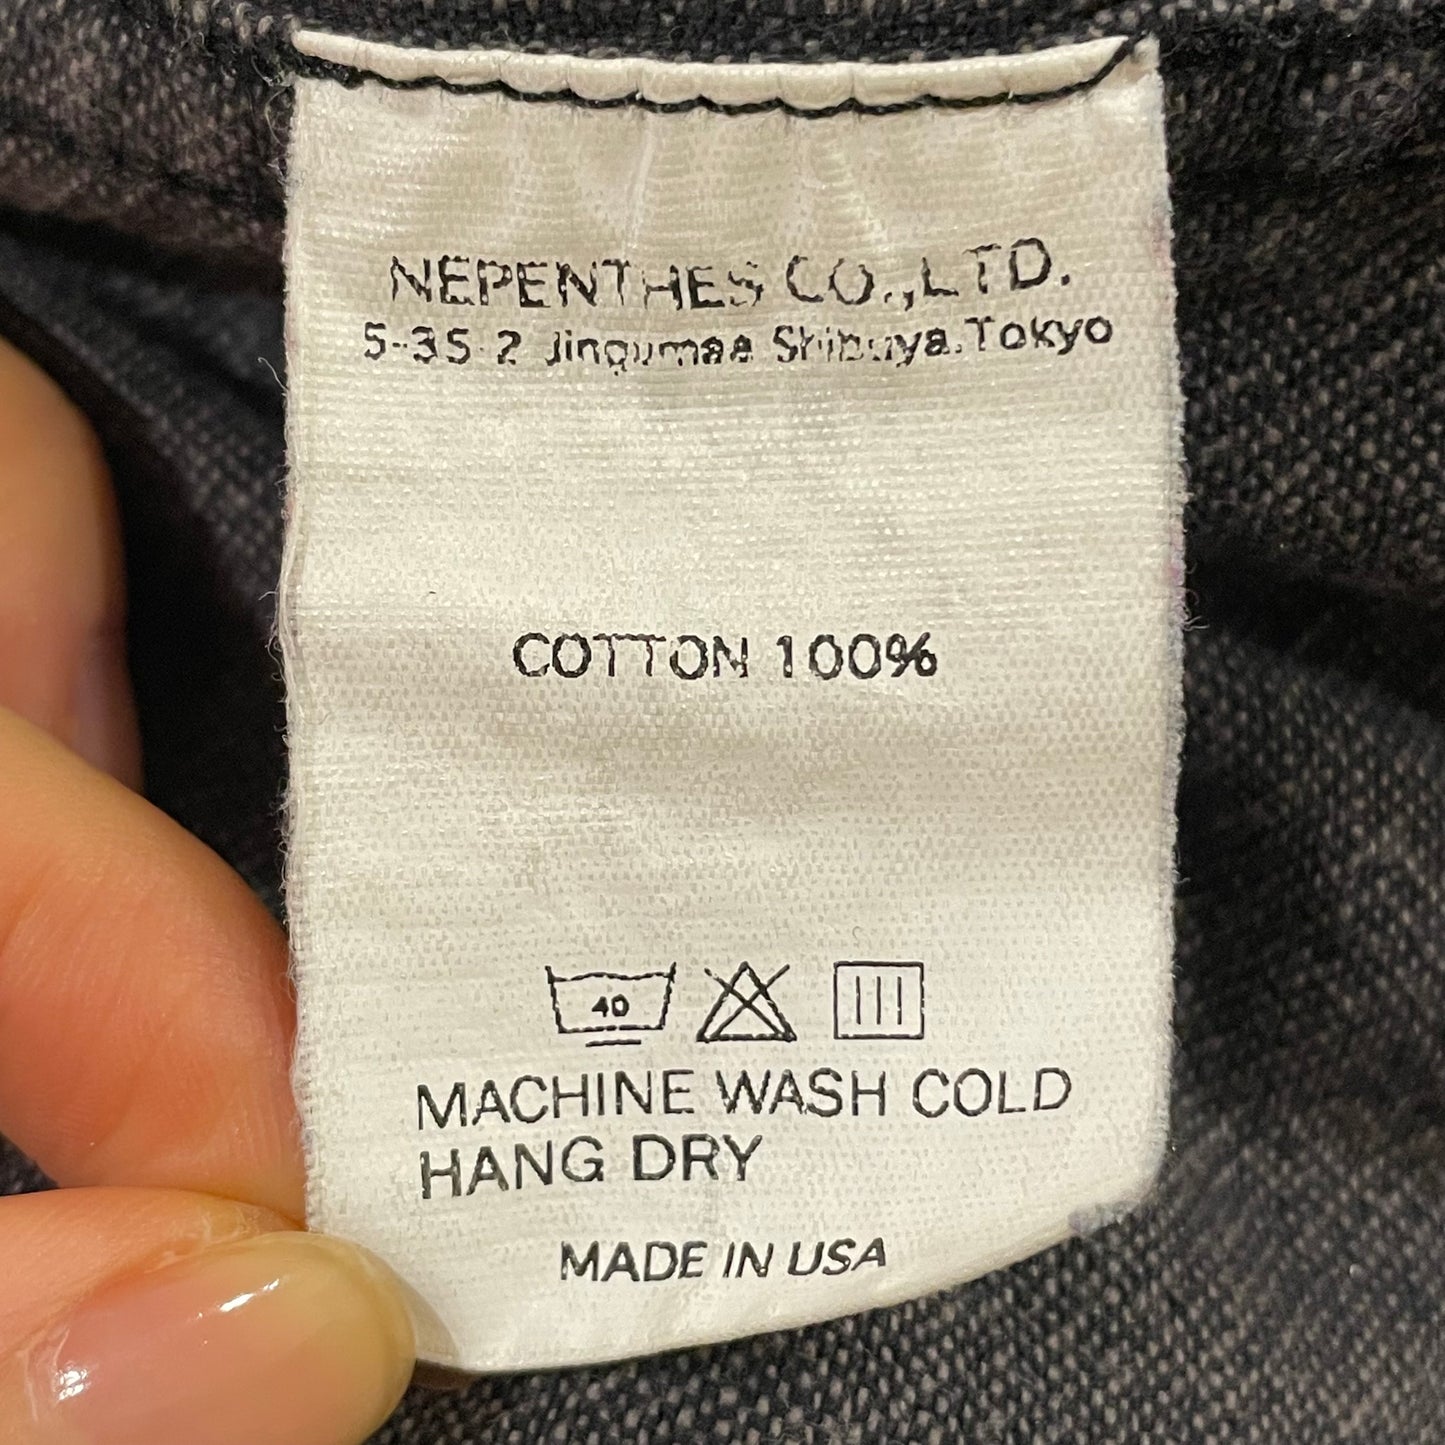 NEPENTHES CO.,LTD.
5-35-2 Jingumae Shibuya.Tokyo
COTTON 100%
40
MACHINE WASH COLD
HANG DRY
MADE IN USA